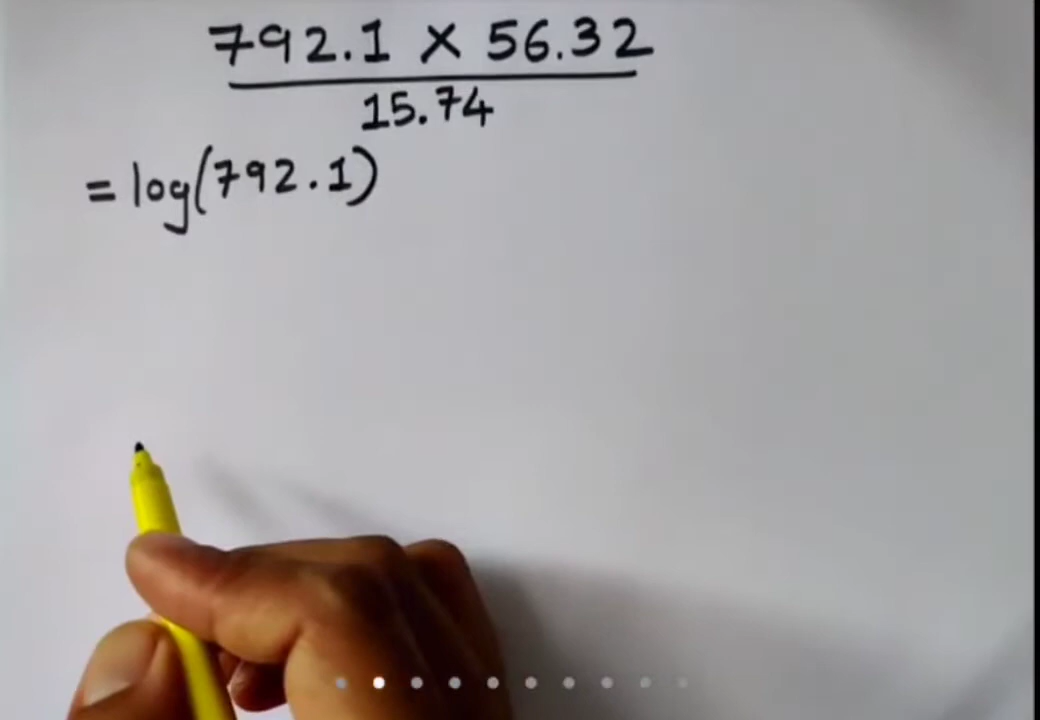 792.1 × 56.32
15.74
= log(792.1)